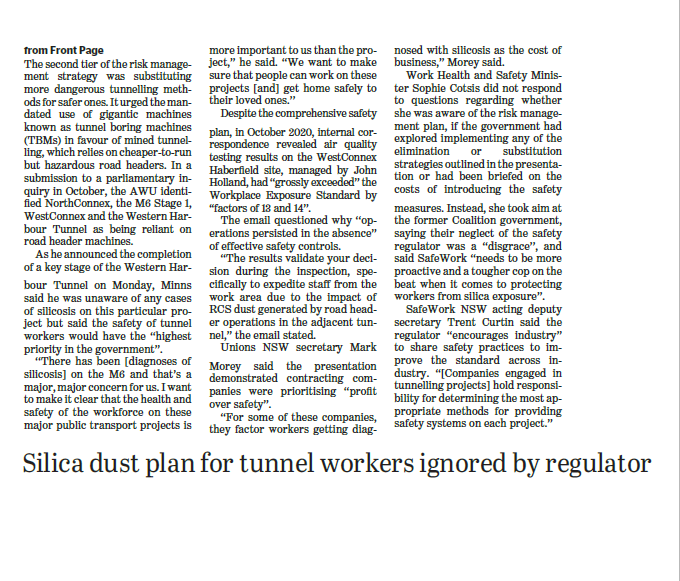 from Front Page
The second tier of the risk manage-
ment strategy was substituting
more dangerous tunnelling meth-
ods for safer ones. It urged the man-
dated use of gigantic machines
known as tunnel boring machines
(TBMs) in favour of mined tunnel-
ling, which relies on cheaper-to-run
but hazardous road headers. In a
submission to a parliamentary in-
quiry in October, the AWU identi-
fied NorthConnex, the M6 Stage 1,
WestConnex and the Western Har-
bour Tunnel as being reliant on
road header machines.
As he announced the completion
of a key stage of the Western Har-
bour Tunnel on Monday, Minns
said he was unaware of any cases
of silicosis on this particular pro-
ject but said the safety of tunnel
workers would have the “highest
priority in the government”.
“There has been [diagnoses of
silicosis] on the M6 and that’s a
major, major concern for us. I want
to make it clear that the health and
safety of the workforce on these
major public transport projects is
more important to us than the pro-
ject,” he said. “We want to make
sure that people can work on these
projects [and] get home safely to
their loved ones.”
Despite the comprehensive safety
plan, in October 2020, internal cor-
respondence revealed air quality
testing results on the WestConnex
Haberfield site, managed by John
Holland, had “grossly exceeded” the
Workplace Exposure Standard by
“factors of 13 and 14”.
The email questioned why “op-
erations persisted in the absence”
of effective safety controls.
“The results validate your deci-
sion during the inspection, spe-
cifically to expedite staff from the
work area due to the impact of
RCS dust generated by road head-
er operations in the adjacent tun-
nel,” the email stated.
Unions NSW secretary Mark
Morey said the presentation
demonstrated contracting com-
panies were prioritising “profit
over safety”.
“For some of these companies,
they factor workers getting diag-
nosed with silicosis as the cost of
business,” Morey said.
Work Health and Safety Minis-
ter Sophie Cotsis did not respond
to questions regarding whether
she was aware of the risk manage-
ment plan, if the government had
explored implementing any of the
elimination or substitution
strategies outlined in the presenta-
tion or had been briefed on the
costs of introducing the safety
measures. Instead, she took aim at
the former Coalition government,
saying their neglect of the safety
regulator was a “disgrace”, and
said SafeWork “needs to be more
proactive and a tougher cop on the
beat when it comes to protecting
workers from silica exposure”.
SafeWork NSW acting deputy
secretary Trent Curtin said the
regulator “encourages industry”
to share safety practices to im-
prove the standard across in-
dustry. “[Companies engaged in
tunnelling projects] hold responsi-
bility for determining the most ap-
propriate methods for providing
safety systems on each project.”
Silica dust plan for tunnel workers ignored by regulator